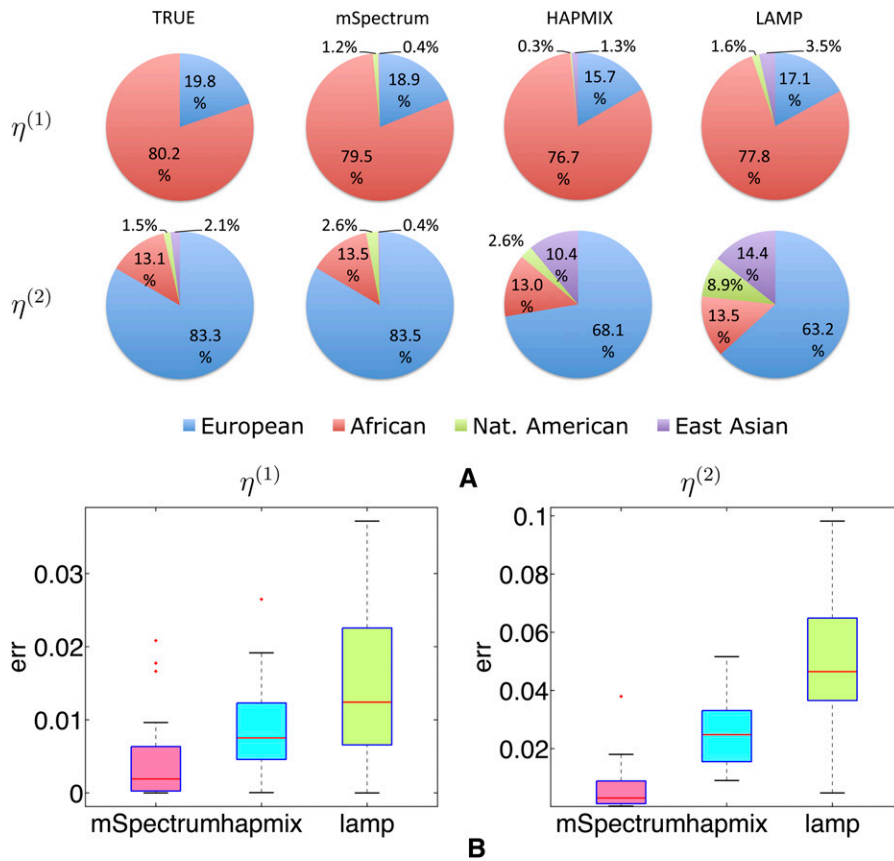 TRUE mSpectrum HAPMIX LAMP
1.2% 0.4% 0.3% 1.3% 1.6% 3.5%
η(1)
19.8 % 18.9 % 15.7 % 17.1 %
80.2 % 79.5 % 76.7 % 77.8 %
1.5% 2.1% 2.6% 0.4% 2.6% 10.4 % 14.4 %
η(2)
13.1 % 13.5 % 13.0 % 8.9% 13.5 %
83.3 % 83.5 % 68.1 % 63.2 %
European African Nat. American East Asian
A
η(1)
err
0.03
0.02
0.01
0
mSpectrum hapmix lamp
η(2)
err
0.1
0.08
0.06
0.04
0.02
mSpectrum hapmix lamp
B